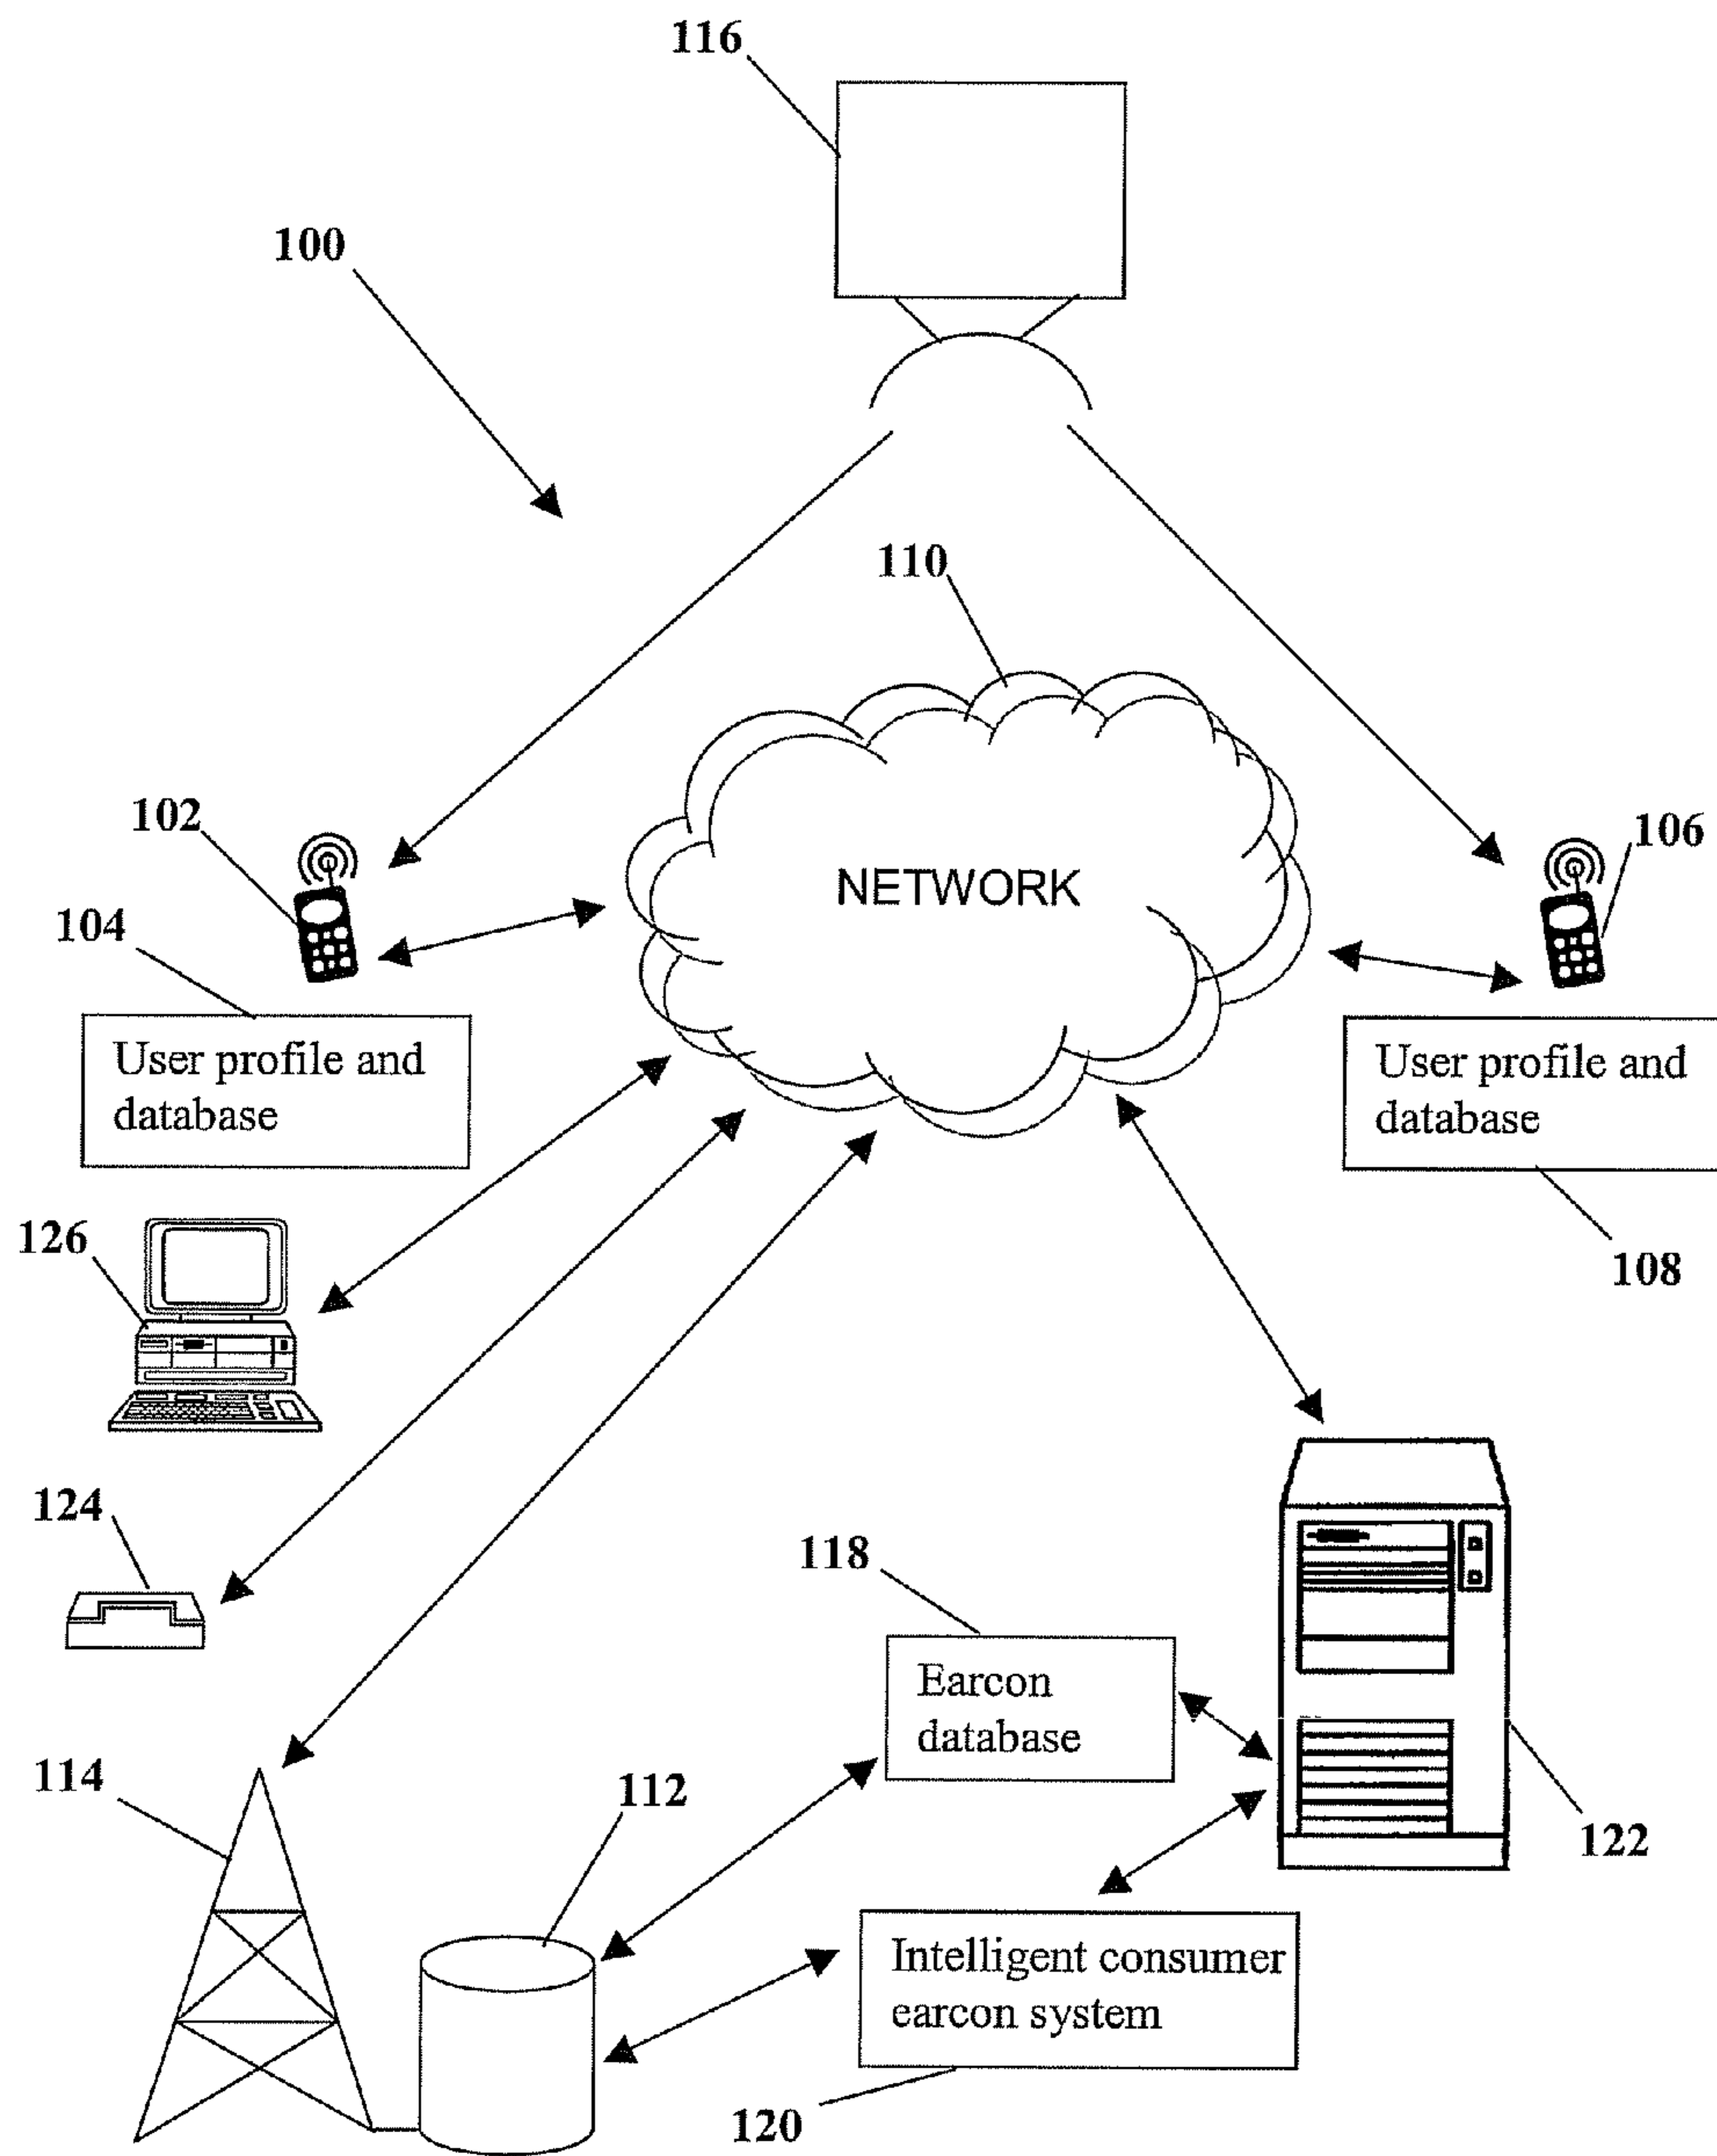 116
100
110
102
106
NETWORK
104
User profile and
database
User profile and
database
126
108
124
118
Earcon
database
114
112
122
Intelligent consumer
earcon system
120